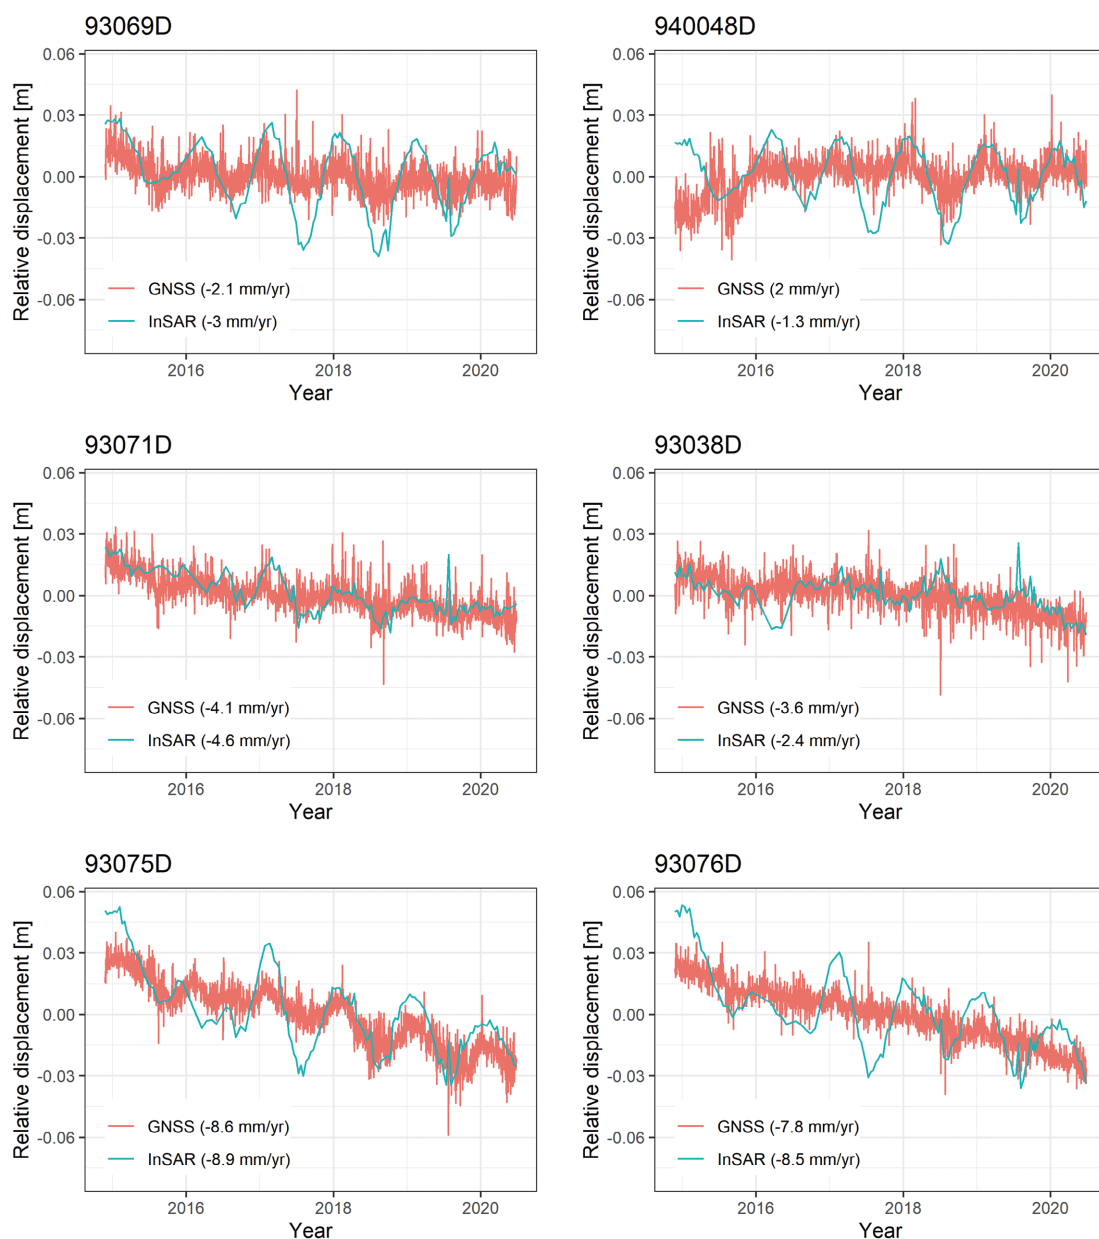 93069D
940048D
0.06
0.03
0.00
-0.03
-0.06
Relative displacement [m]
GNSS (-2.1 mm/yr)
InSAR (-3 mm/yr)
2016 2018 2020
Year
0.06
0.03
0.00
-0.03
-0.06
Relative displacement [m]
GNSS (2 mm/yr)
InSAR (-1.3 mm/yr)
2016 2018 2020
Year
93071D
93038D
0.06
0.03
0.00
-0.03
-0.06
Relative displacement [m]
GNSS (-4.1 mm/yr)
InSAR (-4.6 mm/yr)
2016 2018 2020
Year
0.06
0.03
0.00
-0.03
-0.06
Relative displacement [m]
GNSS (-3.6 mm/yr)
InSAR (-2.4 mm/yr)
2016 2018 2020
Year
93075D
93076D
0.06
0.03
0.00
-0.03
-0.06
Relative displacement [m]
GNSS (-8.6 mm/yr)
InSAR (-8.9 mm/yr)
2016 2018 2020
Year
0.06
0.03
0.00
-0.03
-0.06
Relative displacement [m]
GNSS (-7.8 mm/yr)
InSAR (-8.5 mm/yr)
2016 2018 2020
Year